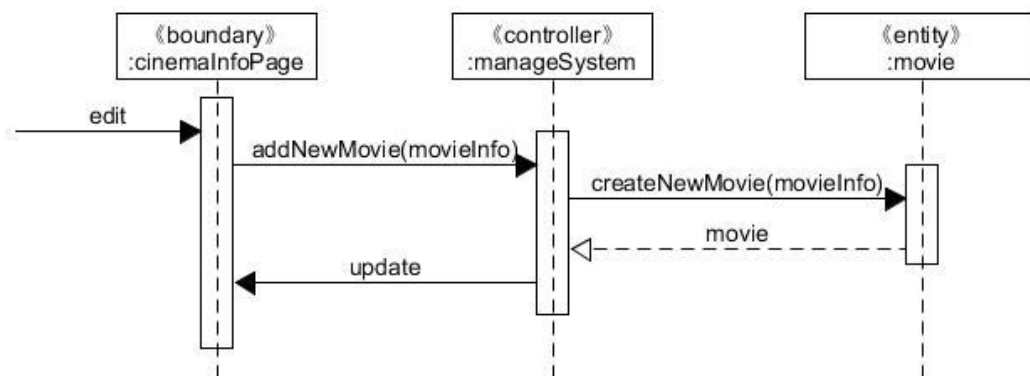 《boundary》
:cinemaInfoPage
《controller》
:manageSystem
《entity》
:movie
edit
addNewMovie(movieInfo)
createNewMovie(movieInfo)
movie
update